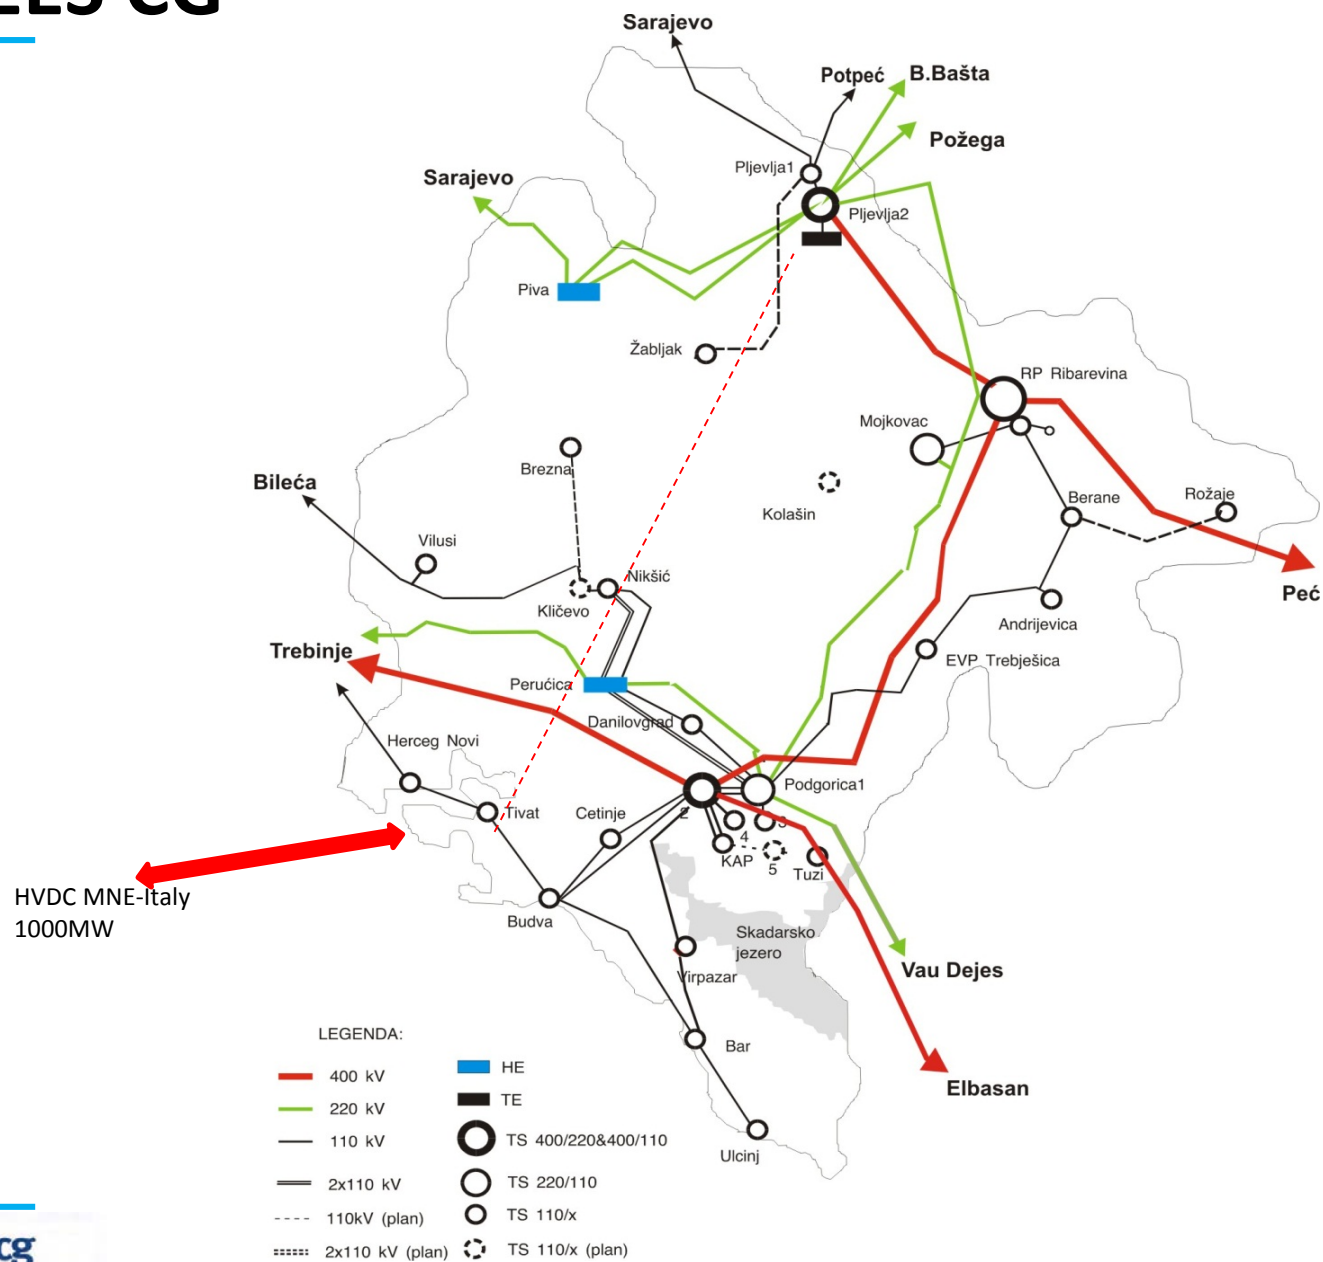 EES CG
Sarajevo
Potpeć
B.Bašta
Požega
Pljevlja1
Sarajevo
Pljevlja2
Piva
Žabljak
RP Ribarevina
Mojkovac
Brezna
Bileća
Kolašin
Berane
Rožaje
Vilusi
Nikšić
Peć
Kličevo
Andrijevica
Trebinje
EVP Trebješica
Perućica
Danilovgrad
Herceg Novi
Podgorica1
Tivat
Cetinje
2
4
3
KAP
5
Tuzi
HVDC MNE-Italy
1000MW
Budva
Skadarsko
jezero
Vau Dejes
Virpazar
Bar
Elbasan
Ulcinj
LEGENDA:
400 kV
220 kV
110 kV
2x110 kV
110kV (plan)
2x110 kV (plan)
HE
TE
TS 400/220&400/110
TS 220/110
TS 110/x
TS 110/x (plan)
cg